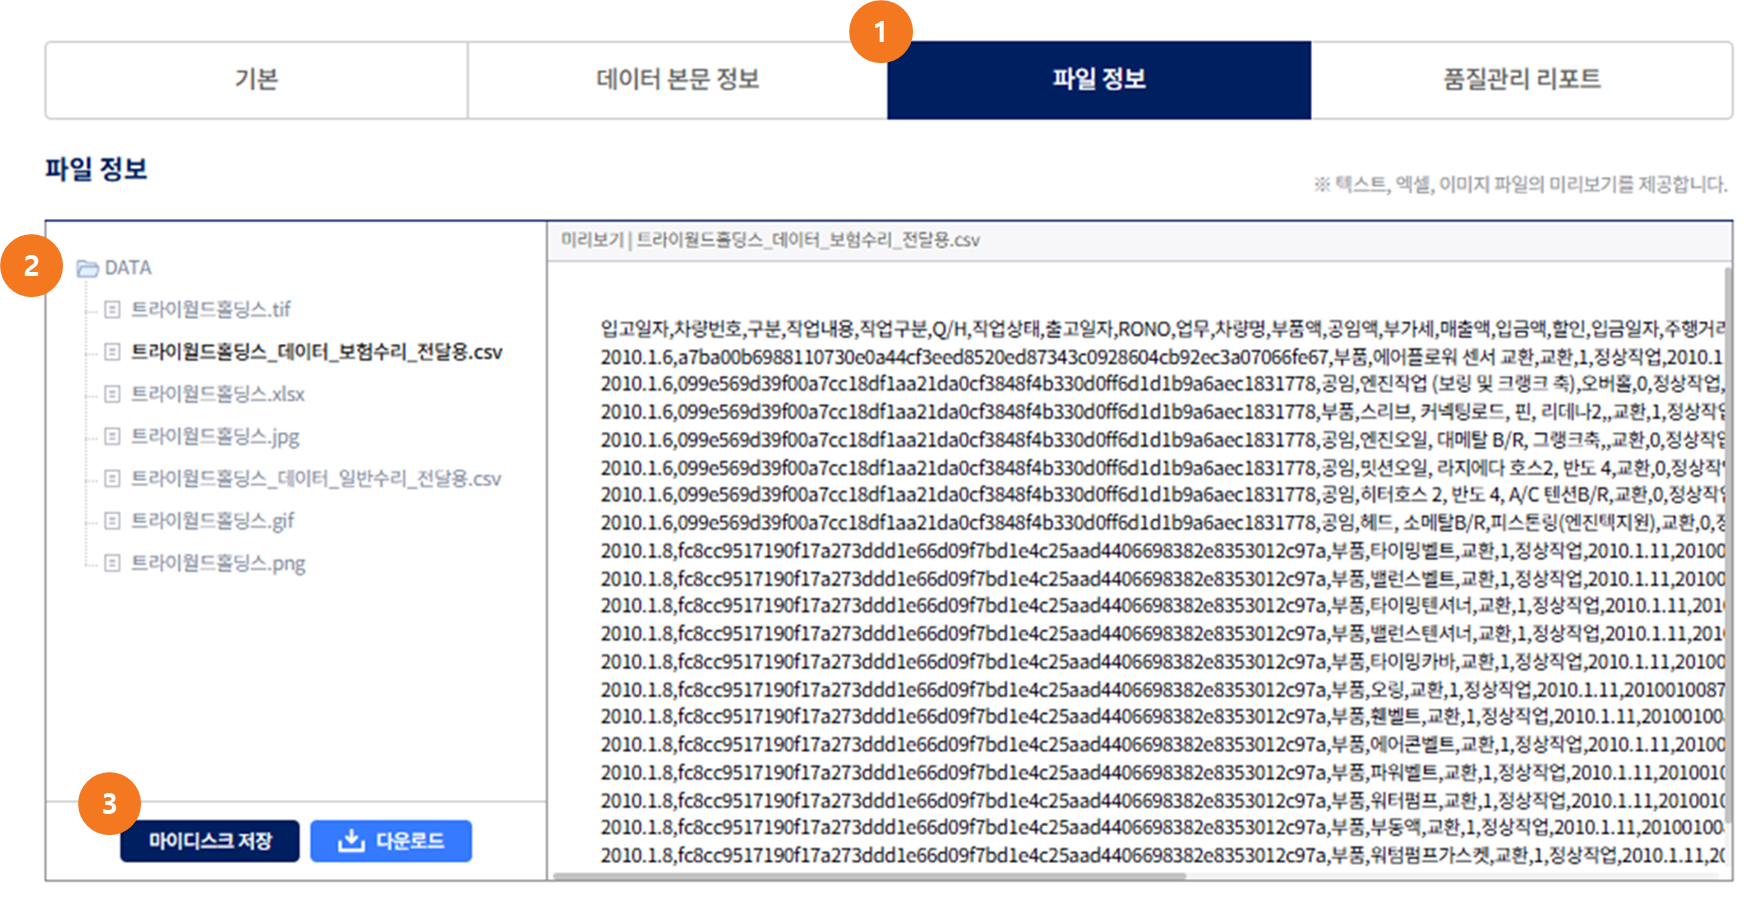 1
기본
데이터 본문 정보
파일 정보
품질관리 리포트
파일 정보
※ 텍스트, 엑셀, 이미지 파일의 미리보기를 제공합니다.
2
DATA
트라이월드홀딩스.tif
트라이월드홀딩스_데이터_보험수리_전달용.csv
트라이월드홀딩스.xlsx
트라이월드홀딩스.jpg
트라이월드홀딩스_데이터_일반수리_전달용.csv
트라이월드홀딩스.gif
트라이월드홀딩스.png
3
마이디스크 저장
다운로드
미리보기 | 트라이월드홀딩스_데이터_보험수리_전달용.csv
입고일자,차량번호,구분,작업내용,작업구분,Q/H,작업상태,출고일자,RONO,업무,차량명,부품액,공임액,부가세,매출액,입금액,할인,입금일자,주행거리
2010.1.6,a7ba00b6988110730e0a44cf3eed8520ed87343c0928604cb92ec3a07066fe67,부품,에어플로워 센서 교환,교환,1,정상작업,2010.1
2010.1.6,099e569d39f00a7cc18df1aa21da0cf3848f4b330d0ff6d1d1b9a6aec1831778,공임,엔진작업 (보링 및 크랭크 축),오버홀,0,정상작업,
2010.1.6,099e569d39f00a7cc18df1aa21da0cf3848f4b330d0ff6d1d1b9a6aec1831778,부품,스리브, 커넥팅로드, 핀, 리데나2,,교환,1,정상작업
2010.1.6,099e569d39f00a7cc18df1aa21da0cf3848f4b330d0ff6d1d1b9a6aec1831778,공임,엔진오일, 대메탈 B/R, 그랭크축,,교환,0,정상작업
2010.1.6,099e569d39f00a7cc18df1aa21da0cf3848f4b330d0ff6d1d1b9a6aec1831778,공임,밋션오일, 라지에다 호스2, 반도 4,교환,0,정상작
2010.1.6,099e569d39f00a7cc18df1aa21da0cf3848f4b330d0ff6d1d1b9a6aec1831778,공임,히터호스 2, 반도 4, A/C 텐션B/R,교환,0,정상작업
2010.1.6,099e569d39f00a7cc18df1aa21da0cf3848f4b330d0ff6d1d1b9a6aec1831778,공임,헤드, 소메탈B/R,피스톤링(엔진텍지원),교환,0,정
2010.1.8,fc8cc9517190f17a273ddd1e66d09f7bd1e4c25aad4406698382e8353012c97a,부품,타이밍벨트,교환,1,정상작업,2010.1.11,20100
2010.1.8,fc8cc9517190f17a273ddd1e66d09f7bd1e4c25aad4406698382e8353012c97a,부품,밸런스벨트,교환,1,정상작업,2010.1.11,20100
2010.1.8,fc8cc9517190f17a273ddd1e66d09f7bd1e4c25aad4406698382e8353012c97a,부품,타이밍텐셔너,교환,1,정상작업,2010.1.11,201
2010.1.8,fc8cc9517190f17a273ddd1e66d09f7bd1e4c25aad4406698382e8353012c97a,부품,밸런스텐셔너,교환,1,정상작업,2010.1.11,201
2010.1.8,fc8cc9517190f17a273ddd1e66d09f7bd1e4c25aad4406698382e8353012c97a,부품,타이밍카바,교환,1,정상작업,2010.1.11,20100
2010.1.8,fc8cc9517190f17a273ddd1e66d09f7bd1e4c25aad4406698382e8353012c97a,부품,오링,교환,1,정상작업,2010.1.11,201001087
2010.1.8,fc8cc9517190f17a273ddd1e66d09f7bd1e4c25aad4406698382e8353012c97a,부품,휀벨트,교환,1,정상작업,2010.1.11,20100100
2010.1.8,fc8cc9517190f17a273ddd1e66d09f7bd1e4c25aad4406698382e8353012c97a,부품,에어콘벨트,교환,1,정상작업,2010.1.11,20100
2010.1.8,fc8cc9517190f17a273ddd1e66d09f7bd1e4c25aad4406698382e8353012c97a,부품,파워벨트,교환,1,정상작업,2010.1.11,201001
2010.1.8,fc8cc9517190f17a273ddd1e66d09f7bd1e4c25aad4406698382e8353012c97a,부품,워터펌프,교환,1,정상작업,2010.1.11,201001
2010.1.8,fc8cc9517190f17a273ddd1e66d09f7bd1e4c25aad4406698382e8353012c97a,부품,부동액,교환,1,정상작업,2010.1.11,20100100
2010.1.8,fc8cc9517190f17a273ddd1e66d09f7bd1e4c25aad4406698382e8353012c97a,부품,워텀펌프가스켓,교환,1,정상작업,2010.1.11,20